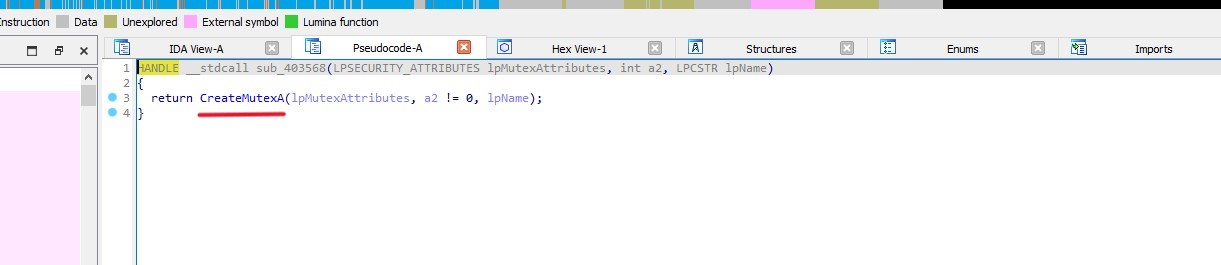 nstruction Data Unexplored External symbol Lumina function
IDA View-A Pseudocode-A Hex View-1 Structures Enums Imports
1 HANDLE __stdcall sub_403568(LPSECURITY_ATTRIBUTES lpMutexAttributes, int a2, LPCSTR lpName)
2 {
3 return CreateMutexA(lpMutexAttributes, a2 != 0, lpName);
4 }